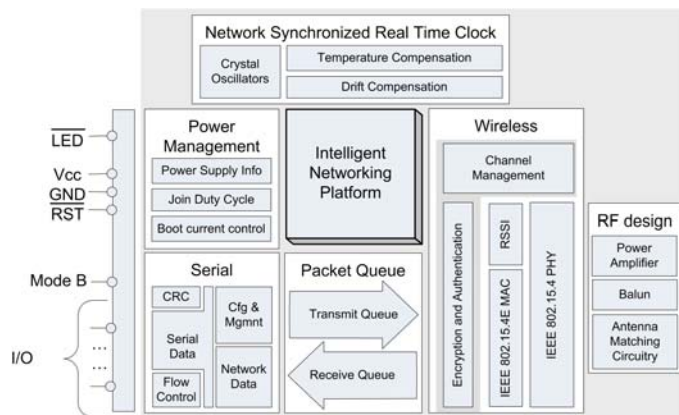 Network Synchronized Real Time Clock
Crystal
Oscillators
Temperature Compensation
Drift Compensation
LED
Vcc
GND
RST
Mode B
I/O
...
...
Power
Management
Power Supply Info
Join Duty Cycle
Boot current control
Intelligent
Networking
Platform
Wireless
Channel
Management
Encryption and Authentication
RSSI
IEEE 802.15.4E MAC
IEEE 802.15.4 PHY
RF design
Power
Amplifier
Balun
Antenna
Matching
Circuitry
Serial
CRC
Serial
Data
Flow
Control
Cfg &
Mgmnt
Network
Data
Packet Queue
Transmit Queue
Receive Queue